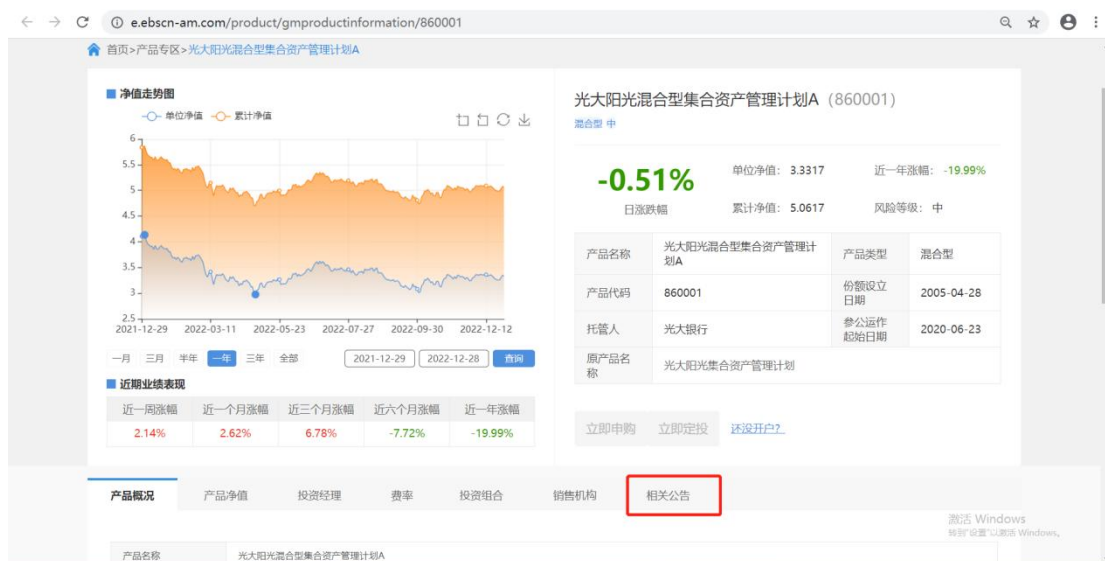 e.ebscn-am.com/product/gmproductinformation/860001
首页>产品专区>光大阳光混合型集合资产管理计划A
净值走势图
单位净值 累计净值
6
5.5
5
4.5
4
3.5
3
2.5
2021-12-29 2022-03-11 2022-05-23 2022-07-27 2022-09-30 2022-12-12
一月 三月 半年 一年 三年 全部 2021-12-29 2022-12-28 查询
近期业绩表现
近一周涨幅 近一个月涨幅 近三个月涨幅 近六个月涨幅 近一年涨幅
2.14% 2.62% 6.78% -7.72% -19.99%
光大阳光混合型集合资产管理计划A (860001)
混合型 中
-0.51% 单位净值: 3.3317 近一年涨幅: -19.99%
日涨跌幅 累计净值: 5.0617 风险等级: 中
产品名称 光大阳光混合型集合资产管理计划A 产品类型 混合型
产品代码 860001 份额设立日期 2005-04-28
托管人 光大银行 参公运作起始日期 2020-06-23
原产品名称 光大阳光集合资产管理计划
立即申购 立即定投 还没开户?
产品概况 产品净值 投资经理 费率 投资组合 销售机构 相关公告
激活 Windows
转到"设置"以激活 Windows。
产品名称 光大阳光混合型集合资产管理计划A